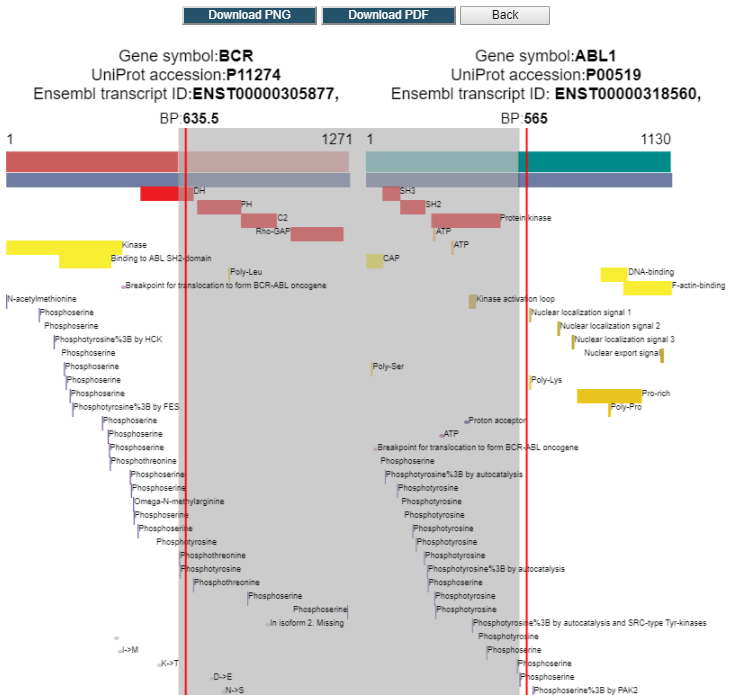 Download PNG Download PDF Back
Gene symbol:BCR Gene symbol:ABL1
UniProt accession:P11274 UniProt accession:P00519
Ensembl transcript ID:ENST00000305877, Ensembl transcript ID: ENST00000318560,
BP:635.5 BP:565
1 1271 1 1130
DH SH3
PH SH2
C2 Protein kinase
Rho-GAP ATP
Kinase ATP
Binding to ABL SH2-domain CAP
Poly-Leu DNA-binding
Breakpoint for translocation to form BCR-ABL oncogene F-actin-binding
N-acetylmethionine Kinase activation loop
Phosphoserine Nuclear localization signal 1
Phosphoserine Nuclear localization signal 2
Phosphotyrosine%3B by HCK Nuclear localization signal 3
Phosphoserine Nuclear export signal
Phosphoserine Poly-Ser
Phosphoserine Poly-Lys
Phosphoserine Pro-rich
Phosphotyrosine%3B by FES Poly-Pro
Phosphoserine Proton acceptor
Phosphoserine ATP
Phosphoserine Breakpoint for translocation to form BCR-ABL oncogene
Phosphothreonine Phosphoserine
Phosphoserine Phosphotyrosine%3B by autocatalysis
Phosphoserine Phosphotyrosine
Omega-N-methylarginine Phosphotyrosine
Phosphoserine Phosphotyrosine
Phosphoserine Phosphotyrosine
Phosphotyrosine Phosphotyrosine
Phosphothreonine Phosphotyrosine
Phosphotyrosine Phosphotyrosine%3B by autocatalysis
Phosphothreonine Phosphoserine
Phosphoserine Phosphotyrosine
Phosphoserine Phosphotyrosine
In isoform 2. Missing Phosphotyrosine%3B by autocatalysis and SRC-type Tyr-kinases
Phosphotyrosine
I->M Phosphoserine
K->T Phosphoserine
D->E Phosphoserine
N->S Phosphoserine%3B by PAK2